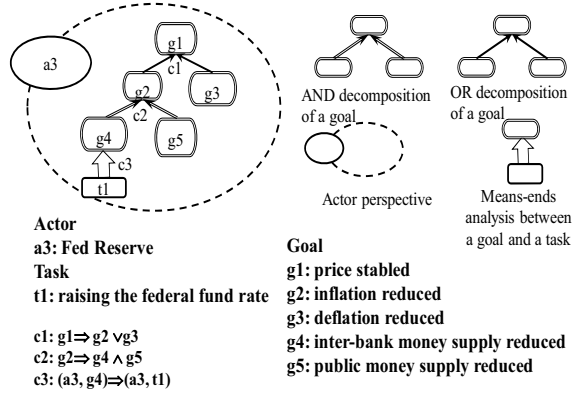 a3
g1
c1
g2
g3
c2
g4
g5
c3
t1
AND decomposition
of a goal
OR decomposition
of a goal
Actor perspective
Means-ends
analysis between
a goal and a task
Actor
a3: Fed Reserve
Task
t1: raising the federal fund rate
c1: g1⇒ g2 ∨g3
c2: g2⇒ g4 ∧ g5
c3: (a3, g4)⇒(a3, t1)
Goal
g1: price stabled
g2: inflation reduced
g3: deflation reduced
g4: inter-bank money supply reduced
g5: public money supply reduced